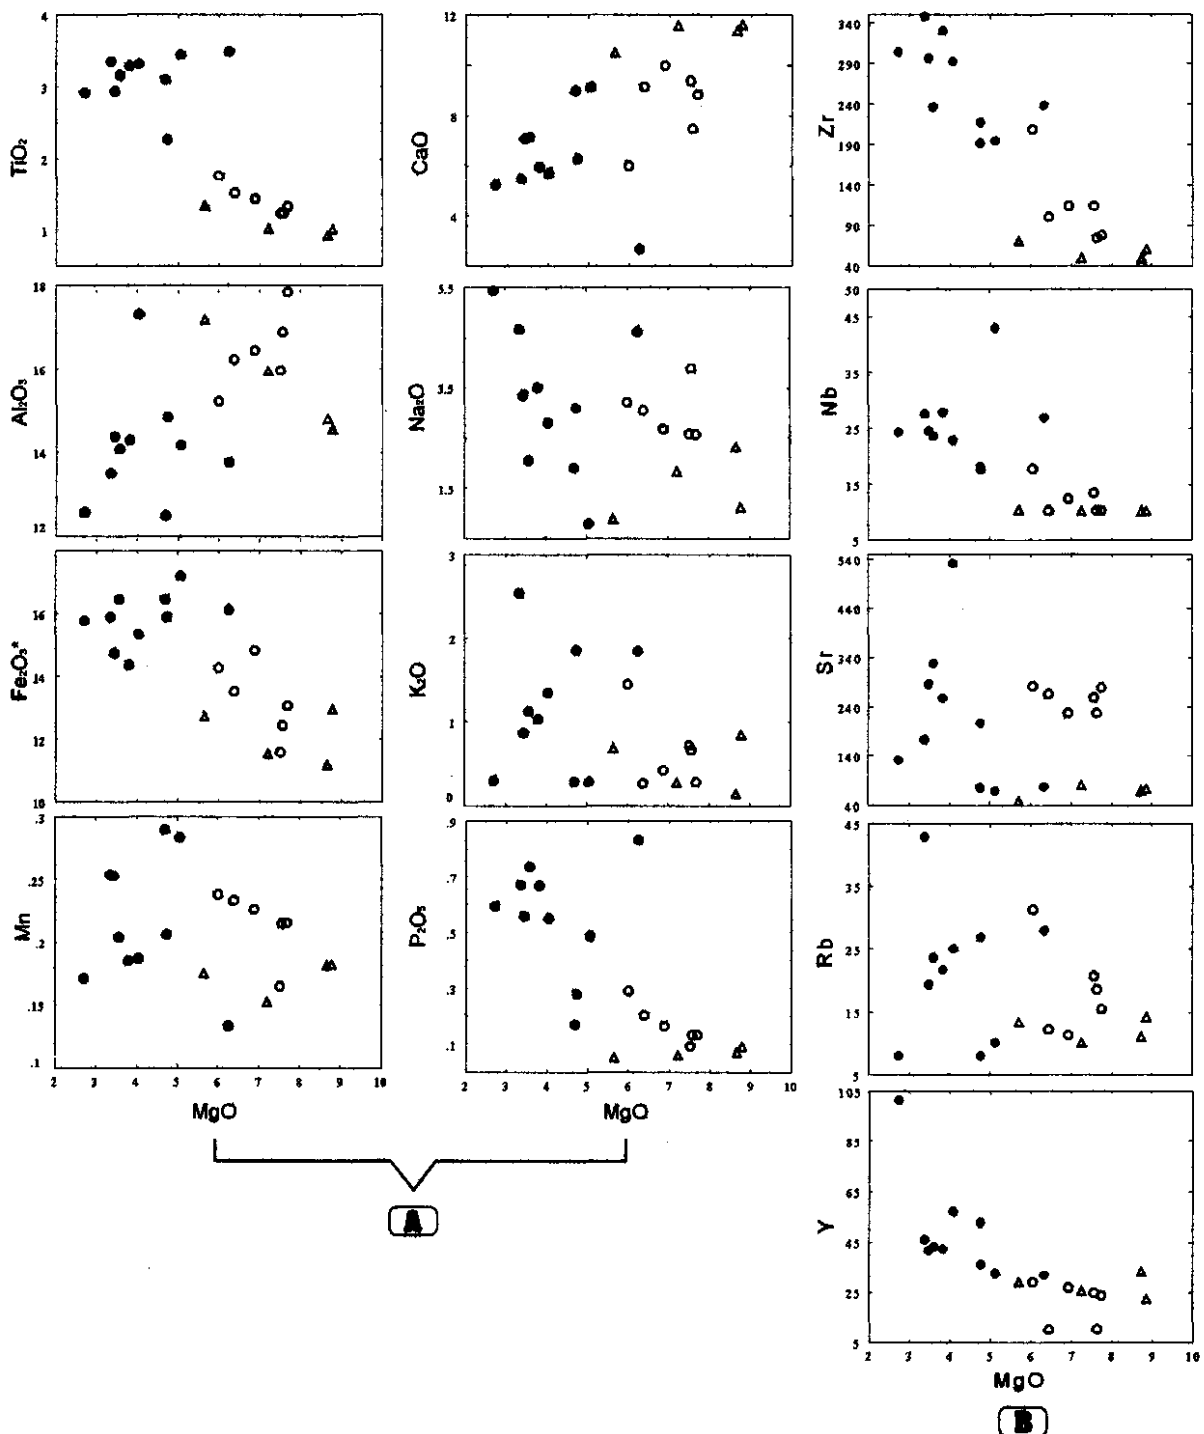 4
3
2
1
TiO₂
18
16
14
12
Al₂O₃
16
14
12
10
Fe₂O₃*
.3
.25
.2
.15
.1
Mn
2 3 4 5 6 7 8 9 10
MgO
12
8
4
CaO
5.5
3.5
1.5
Na₂O
3
2
1
0
K₂O
.9
.7
.5
.3
.1
P₂O₅
2 3 4 5 6 7 8 9 10
MgO
A
340
290
240
190
140
90
40
Zr
50
45
35
25
15
5
Nb
540
440
340
240
140
40
Sr
45
35
25
15
5
Rb
105
85
65
45
25
5
Y
2 3 4 5 6 7 8 9 10
MgO
B